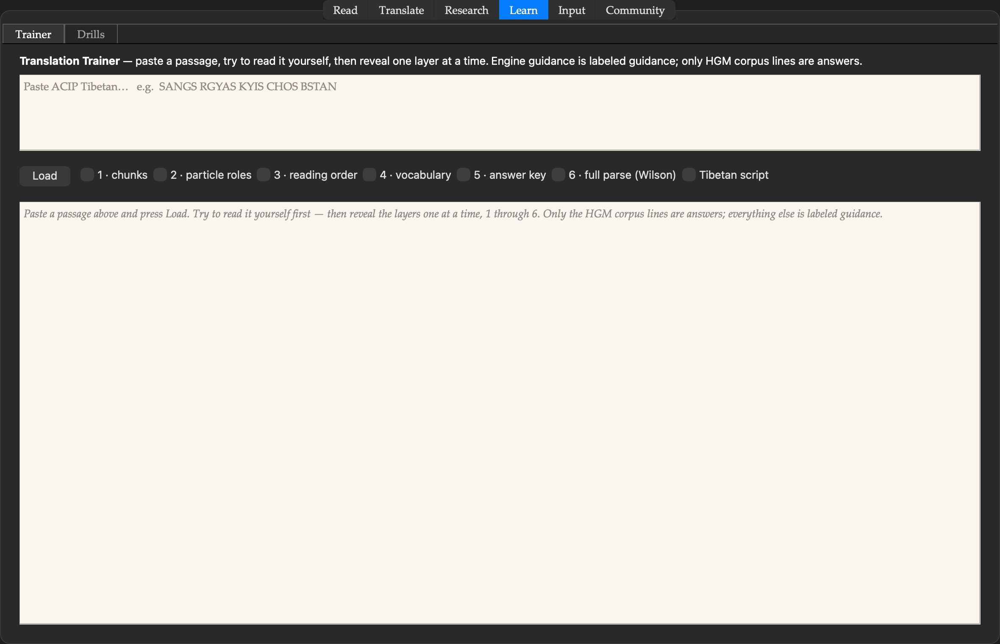 Read Translate Research Learn Input Community
Trainer Drills
Translation Trainer — paste a passage, try to read it yourself, then reveal one layer at a time. Engine guidance is labeled guidance; only HGM corpus lines are answers.
Paste ACIP Tibetan… e.g. SANGS RGYAS KYIS CHOS BSTAN
Load 1 · chunks 2 · particle roles 3 · reading order 4 · vocabulary 5 · answer key 6 · full parse (Wilson) Tibetan script
Paste a passage above and press Load. Try to read it yourself first — then reveal the layers one at a time, 1 through 6. Only the HGM corpus lines are answers; everything else is labeled guidance.